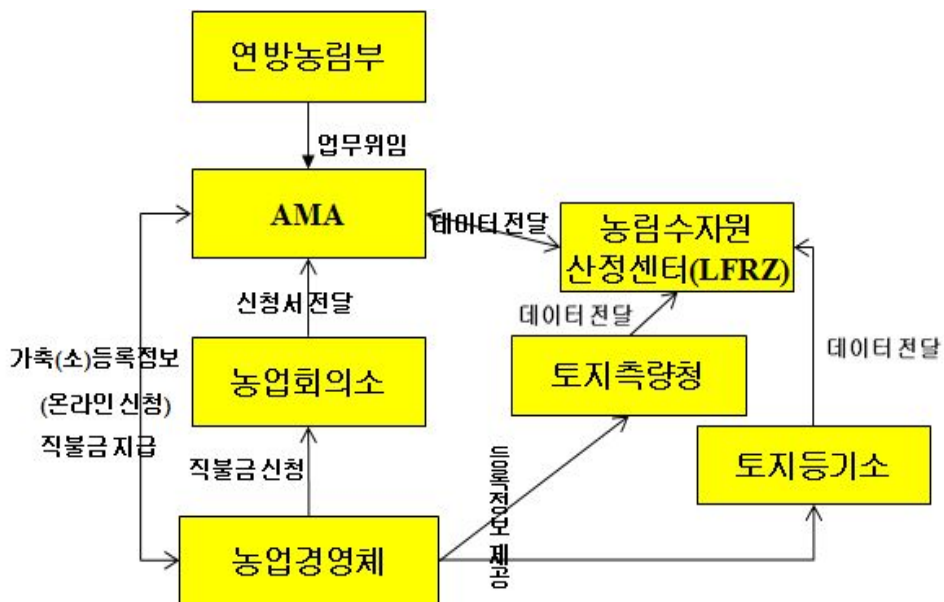 연방농림부
업무위임
AMA
데이터 전달
농림수자원
산정센터(LFRZ)
신청서 전달
데이터 전달
가축(소)등록정보
(온라인 신청)
직불금 지급
농업회의소
토지측량청
데이터 전달
직불금 신청
등록정보 제공
토지등기소
농업경영체